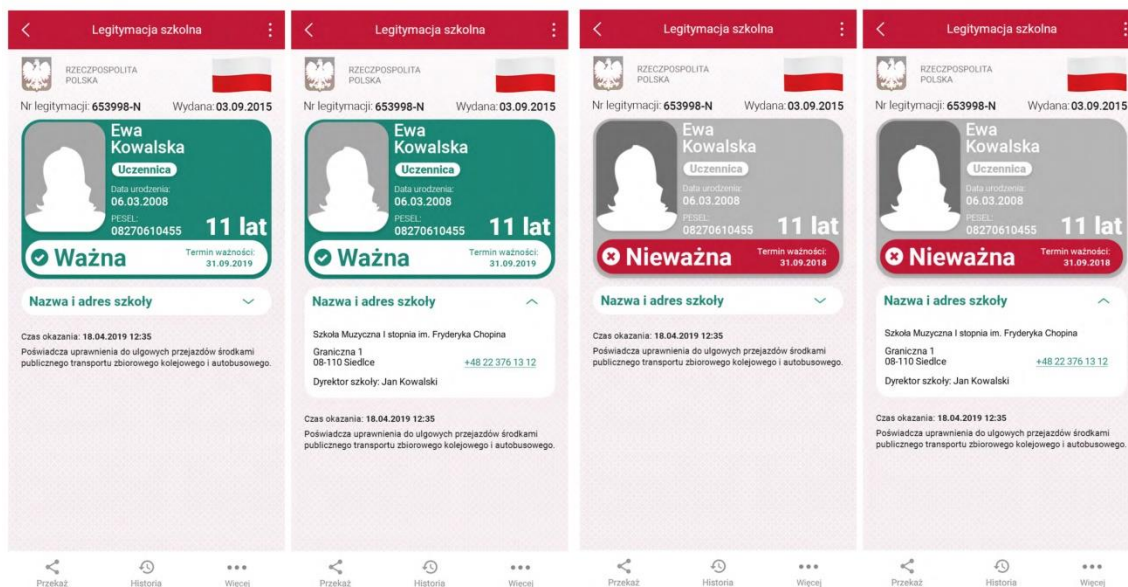 Legitymacja szkolna
RZECZPOSPOLITA
POLSKA
Nr legitymacji: 653998-N Wydana: 03.09.2015
Ewa
Kowalska
Uczennica
Data urodzenia:
06.03.2008
PESEL:
08270610455
11 lat
Ważna
Termin ważności:
31.09.2019
Nazwa i adres szkoły
Czas okazania: 18.04.2019 12:35
Poświadcza uprawnienia do ulgowych przejazdów środkami
publicznego transportu zbiorowego kolejowego i autobusowego.
Przekaż Historia Więcej
Legitymacja szkolna
RZECZPOSPOLITA
POLSKA
Nr legitymacji: 653998-N Wydana: 03.09.2015
Ewa
Kowalska
Uczennica
Data urodzenia:
06.03.2008
PESEL:
08270610455
11 lat
Ważna
Termin ważności:
31.09.2019
Nazwa i adres szkoły
Szkoła Muzyczna I stopnia im. Fryderyka Chopina
Graniczna 1
08-110 Siedlce +48 22 376 13 12
Dyrektor szkoły: Jan Kowalski
Czas okazania: 18.04.2019 12:35
Poświadcza uprawnienia do ulgowych przejazdów środkami
publicznego transportu zbiorowego kolejowego i autobusowego.
Przekaż Historia Więcej
Legitymacja szkolna
RZECZPOSPOLITA
POLSKA
Nr legitymacji: 653998-N Wydana: 03.09.2015
Ewa
Kowalska
Uczennica
Data urodzenia:
06.03.2008
PESEL:
08270610455
11 lat
Nieważna
Termin ważności:
31.09.2018
Nazwa i adres szkoły
Czas okazania: 18.04.2019 12:35
Poświadcza uprawnienia do ulgowych przejazdów środkami
publicznego transportu zbiorowego kolejowego i autobusowego.
Przekaż Historia Więcej
Legitymacja szkolna
RZECZPOSPOLITA
POLSKA
Nr legitymacji: 653998-N Wydana: 03.09.2015
Ewa
Kowalska
Uczennica
Data urodzenia:
06.03.2008
PESEL:
08270610455
11 lat
Nieważna
Termin ważności:
31.09.2018
Nazwa i adres szkoły
Szkoła Muzyczna I stopnia im. Fryderyka Chopina
Graniczna 1
08-110 Siedlce +48 22 376 13 12
Dyrektor szkoły: Jan Kowalski
Czas okazania: 18.04.2019 12:35
Poświadcza uprawnienia do ulgowych przejazdów środkami
publicznego transportu zbiorowego kolejowego i autobusowego.
Przekaż Historia Więcej